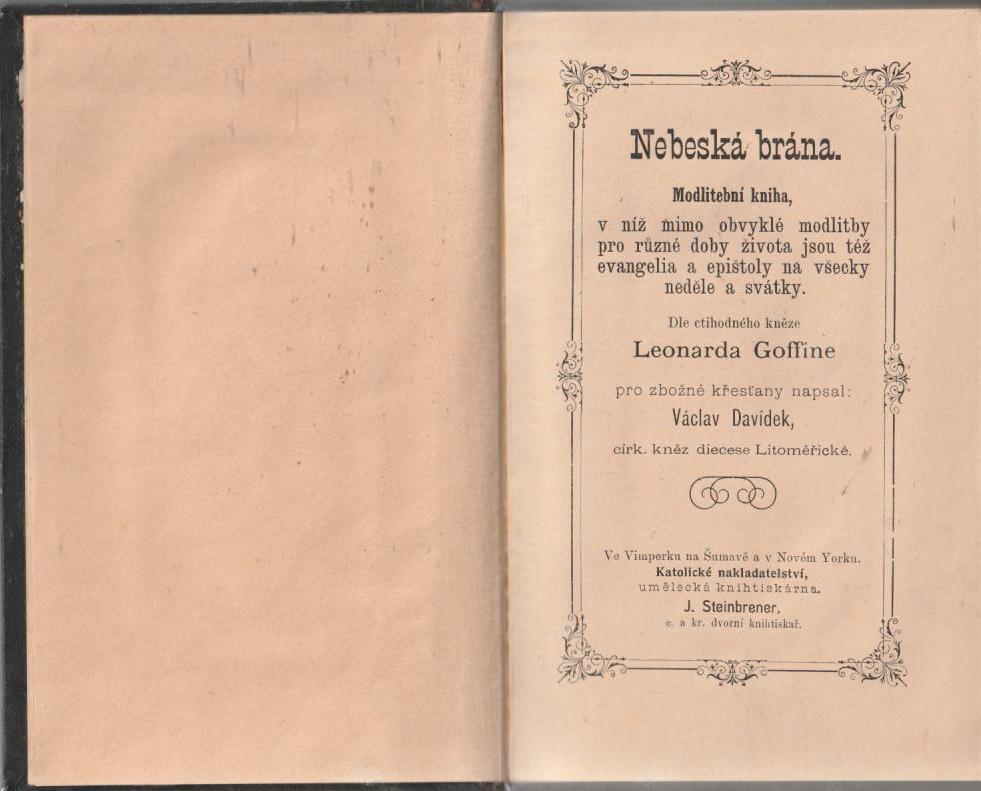 Nebeská brána.
Modlitební kniha,
v níž mimo obvyklé modlitby
pro různé doby života jsou též
evangelia a epištoly na všecky
neděle a svátky.
Dle ctihodného kněze
Leonarda Goffine
pro zbožné křesťany napsal:
Václav Davídek,
círk. kněz diecese Litoměřické.
Ve Vimperku na Šumavě a v Novém Yorku.
Katolické nakladatelství,
umělecká knihtiskárna.
J. Steinbrener,
c. a kr. dvorní knihtiskař.